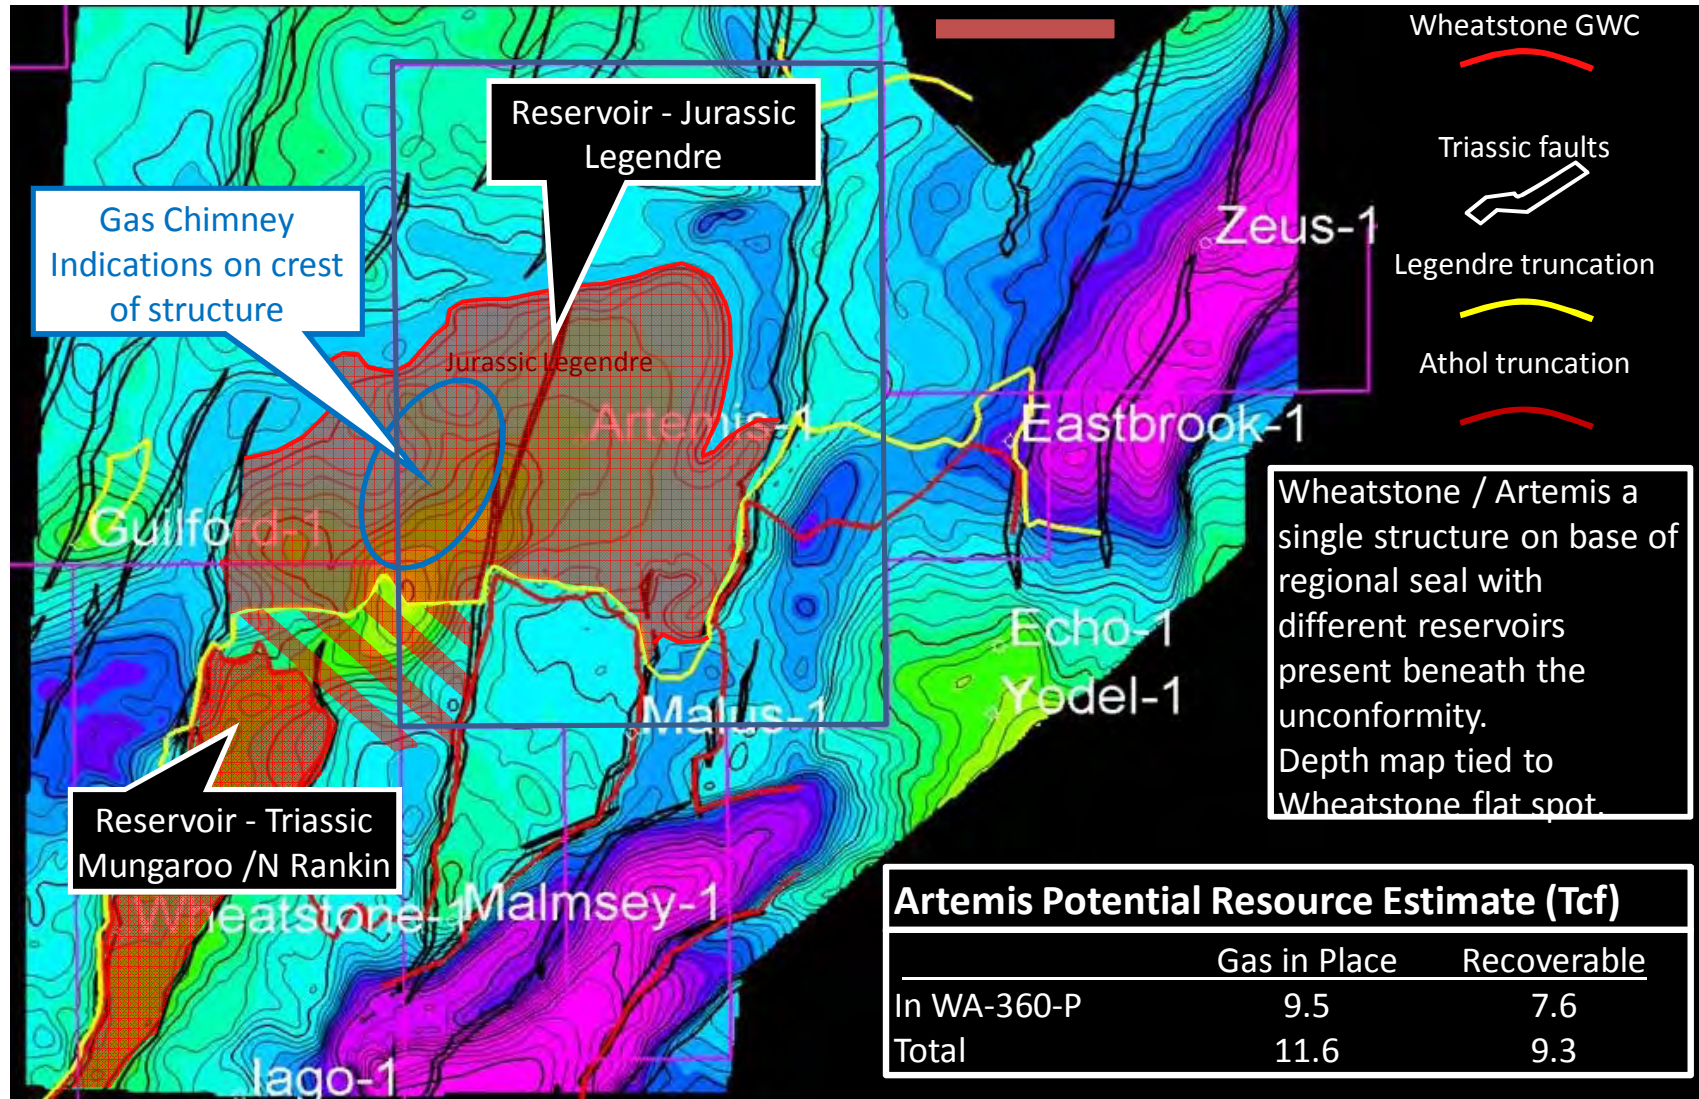 Wheatstone GWC
Reservoir - Jurassic
Legendre
Triassic faults
Gas Chimney
Indications on crest
of structure
Zeus-1
Legendre truncation
Jurassic Legendre
Athol truncation
Artemis-1
Eastbrook-1
Guilford-1
Wheatstone / Artemis a
single structure on base of
regional seal with
different reservoirs
present beneath the
unconformity.
Depth map tied to
Wheatstone flat spot.
Echo-1
Yodel-1
Malus-1
Reservoir - Triassic
Mungaroo /N Rankin
Wheatstone-1
Malmsey-1
Iago-1
Artemis Potential Resource Estimate (Tcf)
Gas in Place Recoverable
In WA-360-P 9.5 7.6
Total 11.6 9.3